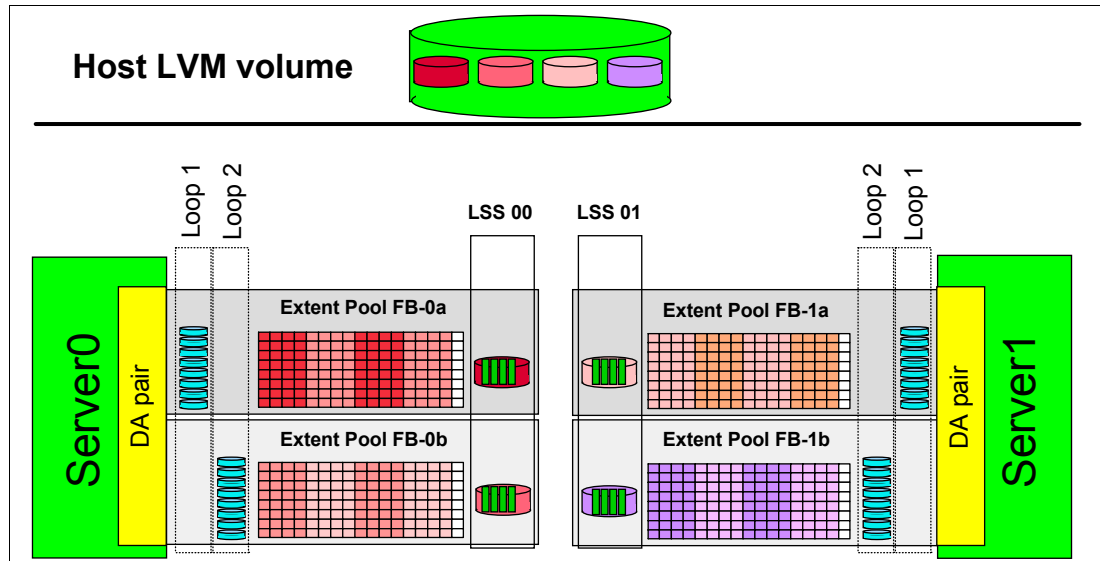 Host LVM volume
Loop 1
Loop 2
LSS 00
LSS 01
Loop 2
Loop 1
Server0
DA pair
Extent Pool FB-0a
Extent Pool FB-1a
Extent Pool FB-0b
Extent Pool FB-1b
DA pair
Server1